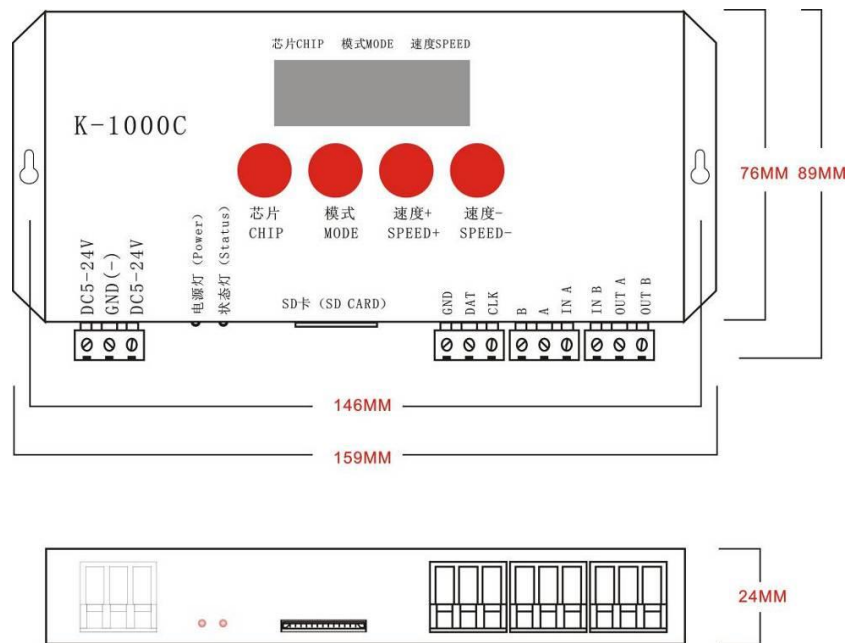 芯片CHIP 模式MODE 速度SPEED
K-1000C
芯片 模式 速度+ 速度-
CHIP MODE SPEED+ SPEED-
76MM 89MM
DC5-24V
GND(-)
DC5-24V
电源灯 (Power)
状态灯 (Status)
SD卡 (SD CARD)
GND
DAT
CLK
B
A
IN A
IN B
OUT A
OUT B
146MM
159MM
24MM